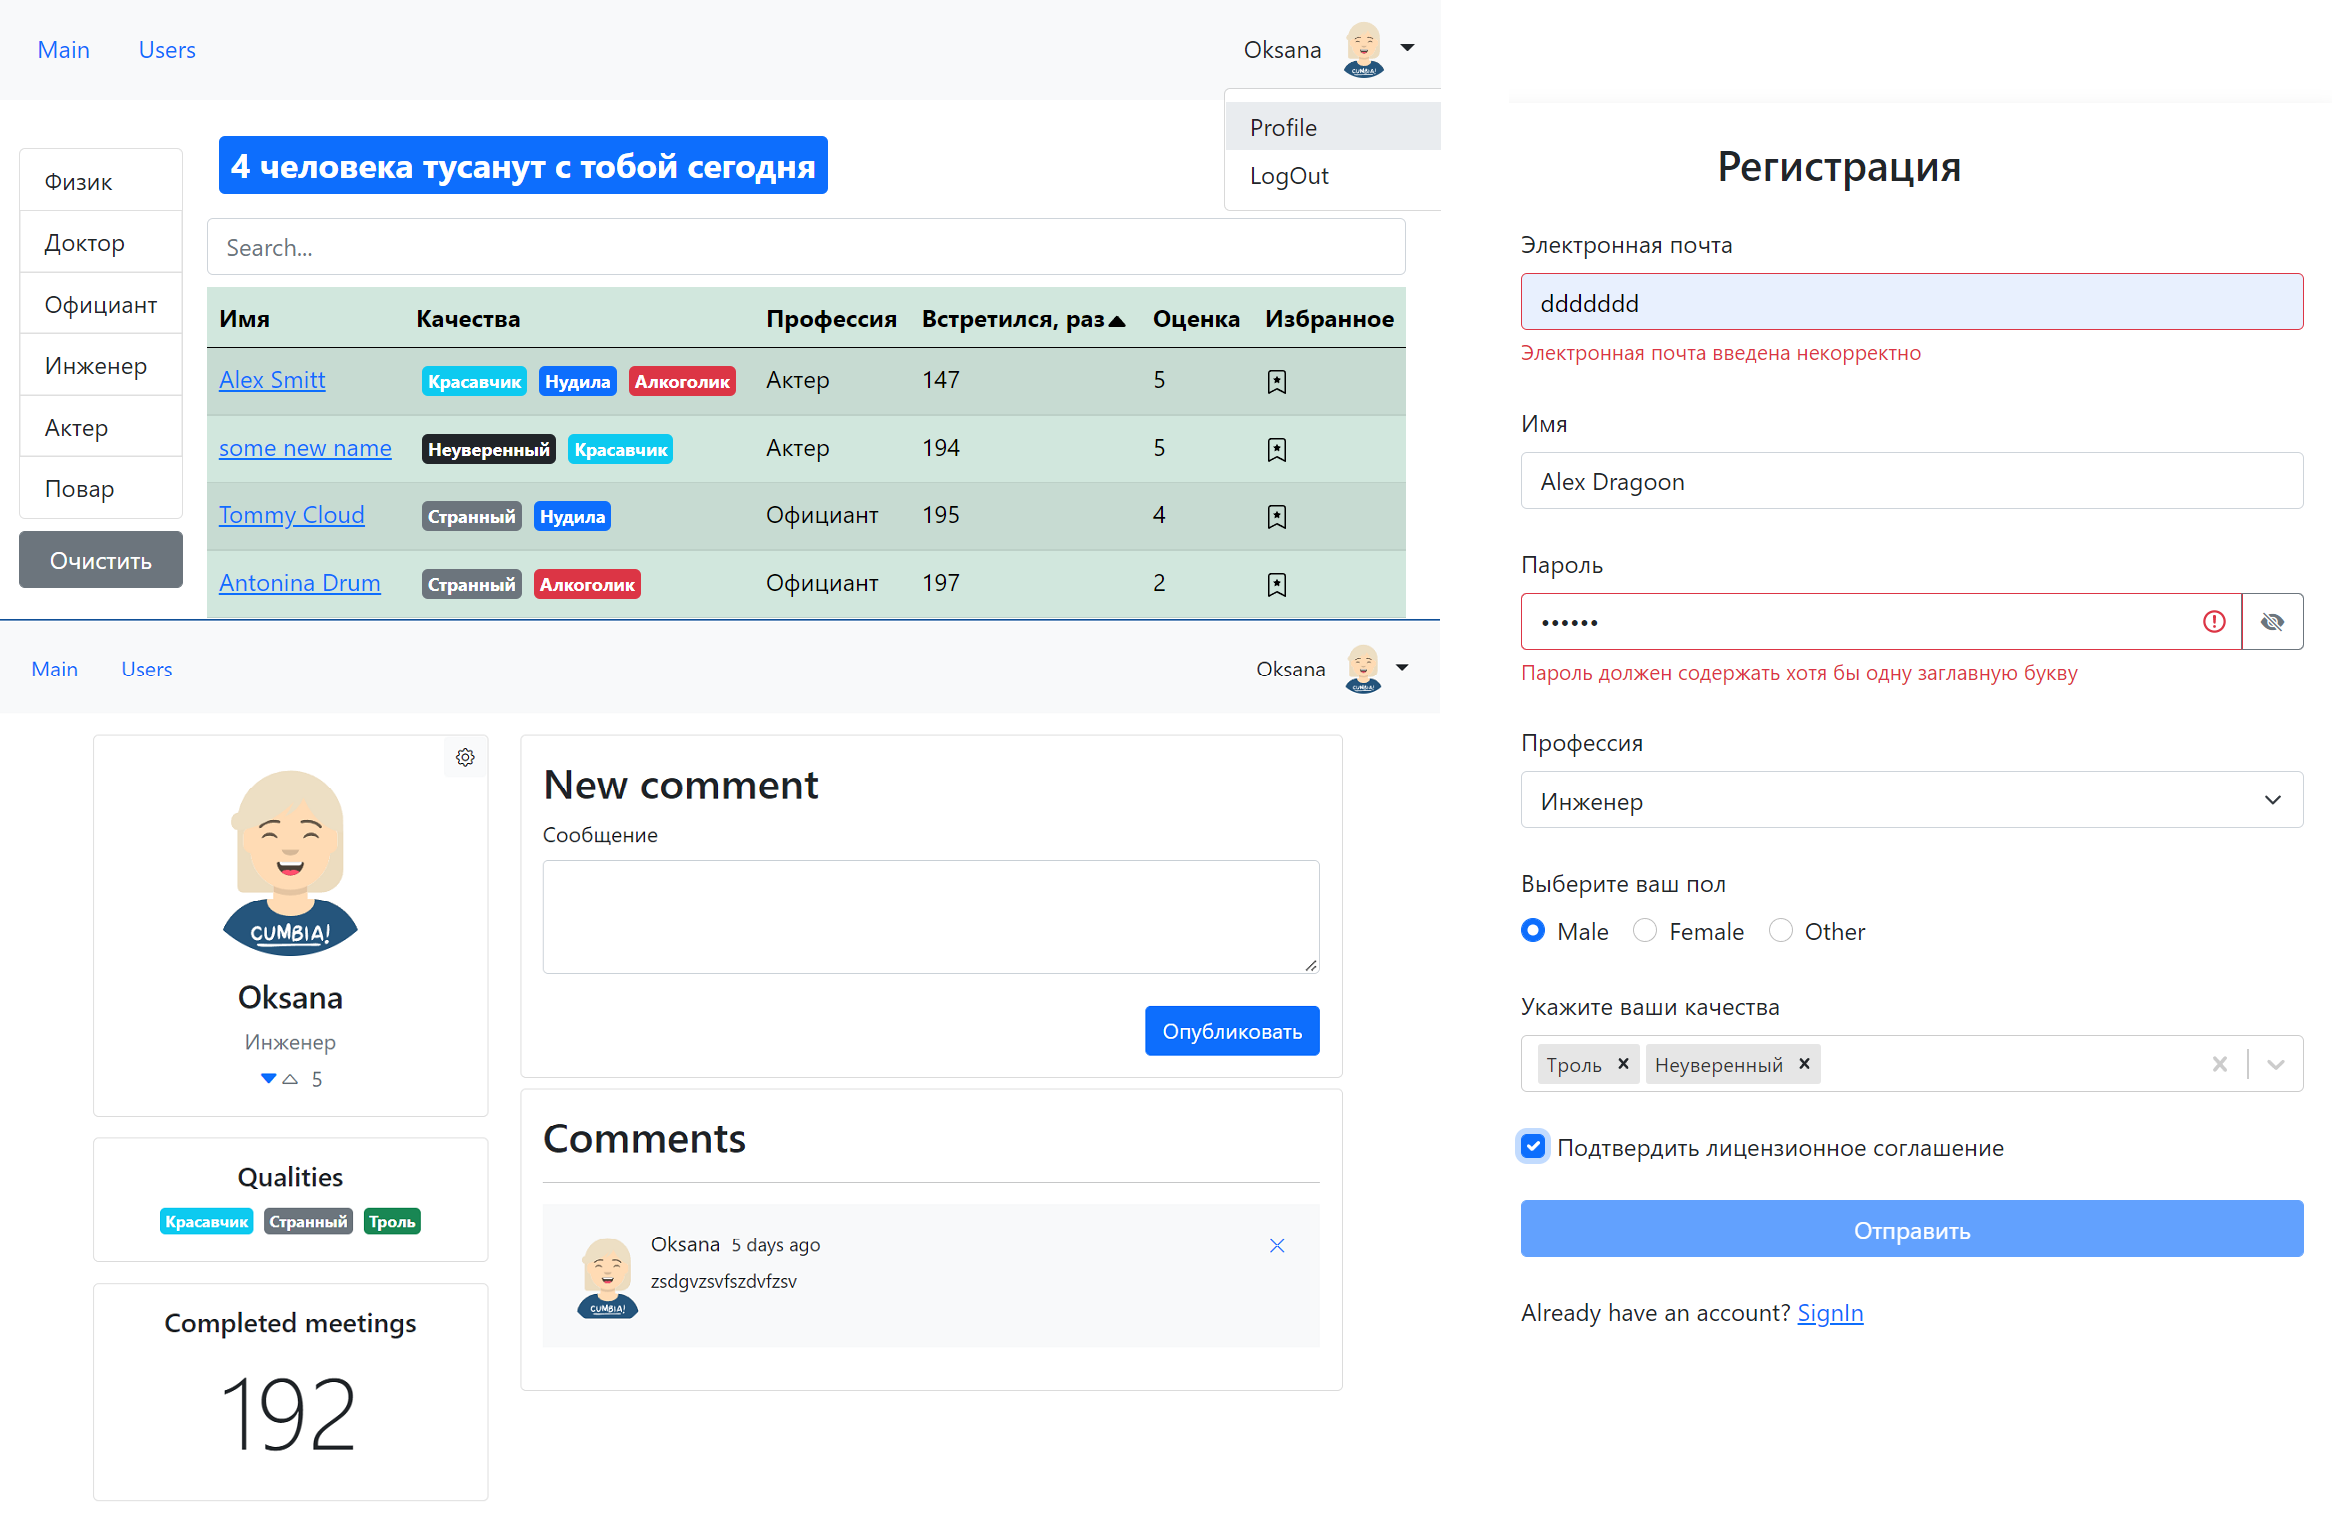 Main Users Oksana
CUMBIA!
Profile
LogOut
4 человека тусанут с тобой сегодня
Физик
Доктор
Официант
Инженер
Актер
Повар
Очистить
Search...
Имя Качества Профессия Встретился, раз Оценка Избранное
Alex Smitt Красавчик Нудила Алкоголик Актер 147 5
some new name Неуверенный Красавчик Актер 194 5
Tommy Cloud Странный Нудила Официант 195 4
Antonina Drum Странный Алкоголик Официант 197 2
Main Users Oksana
CUMBIA!
CUMBIA!
Oksana
Инженер
5
Qualities
Красавчик Странный Троль
Completed meetings
192
New comment
Сообщение
Опубликовать
Comments
Oksana 5 days ago
zsdgvzsvfszdvfzsv
CUMBIA!
Регистрация
Электронная почта
ddddddd
Электронная почта введена некорректно
Имя
Alex Dragoon
Пароль
••••••
Пароль должен содержать хотя бы одну заглавную букву
Профессия
Инженер
Выберите ваш пол
Male Female Other
Укажите ваши качества
Троль Неуверенный
Подтвердить лицензионное соглашение
Отправить
Already have an account? SignIn